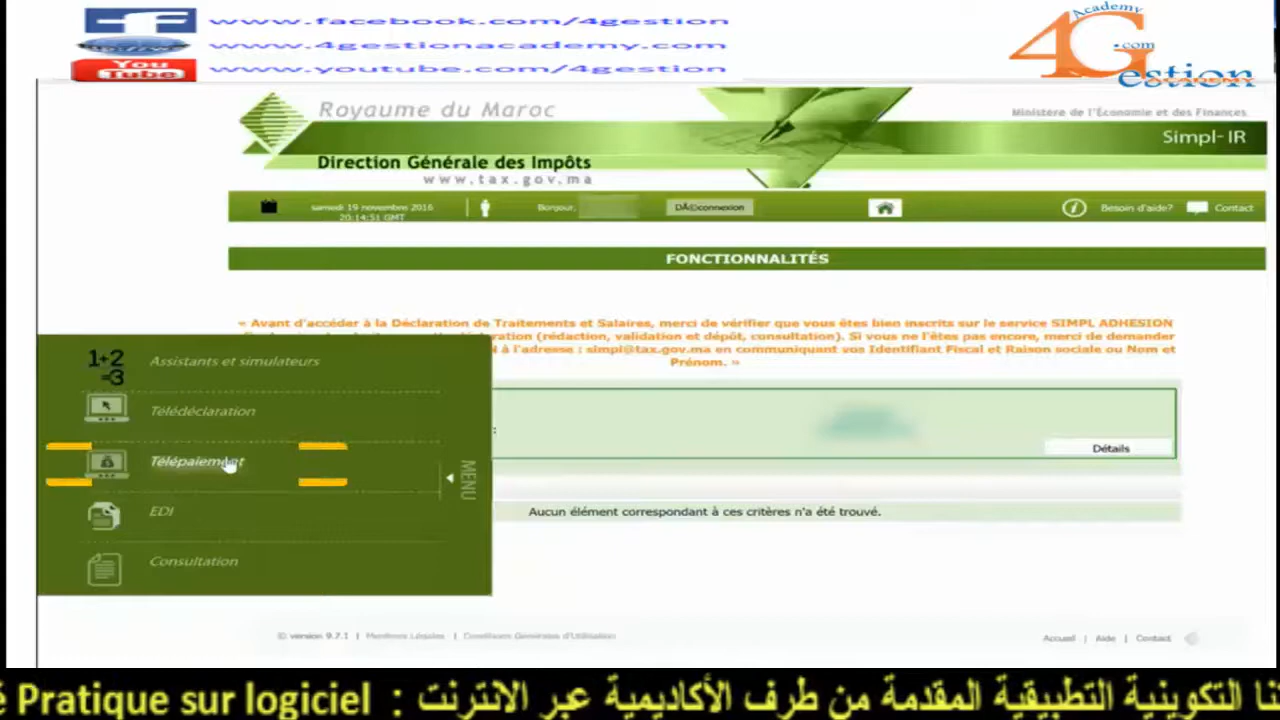 www.facebook.com/4gestion
www.4gestionacademy.com
You Tube www.youtube.com/4gestion
Academy
4Gestion .com
ACADEMY
Royaume du Maroc
Ministère de l'Économie et des Finances
Simpl-IR
Direction Générale des Impôts
www.tax.gov.ma
samedi 19 novembre 2016
20:14:51 GMT
Bonjour,
DÃ©connexion
Besoin d'aide?
Contact
FONCTIONNALITÉS
« Avant d'accéder à la Déclaration de Traitements et Salaires, merci de vérifier que vous êtes bien inscrits sur le service SIMPL ADHESION
ration (rédaction, validation et dépôt, consultation). Si vous ne l'êtes pas encore, merci de demander
à l'adresse : simpl@tax.gov.ma en communiquant vos Identifiant Fiscal et Raison sociale ou Nom et
Prénom. »
1+2=3 Assistants et simulateurs
Télédéclaration
Télépaiement
EDI
Consultation
MENU
:
Détails
Aucun élément correspondant à ces critères n'a été trouvé.
© version 9.7.1 | Mentions Légales | Conditions Générales d'Utilisation
Accueil | Aide | Contact
é Pratique sur logiciel : نا التكوينية التطبيقية المقدمة من طرف الأكاديمية عبر الانترنت